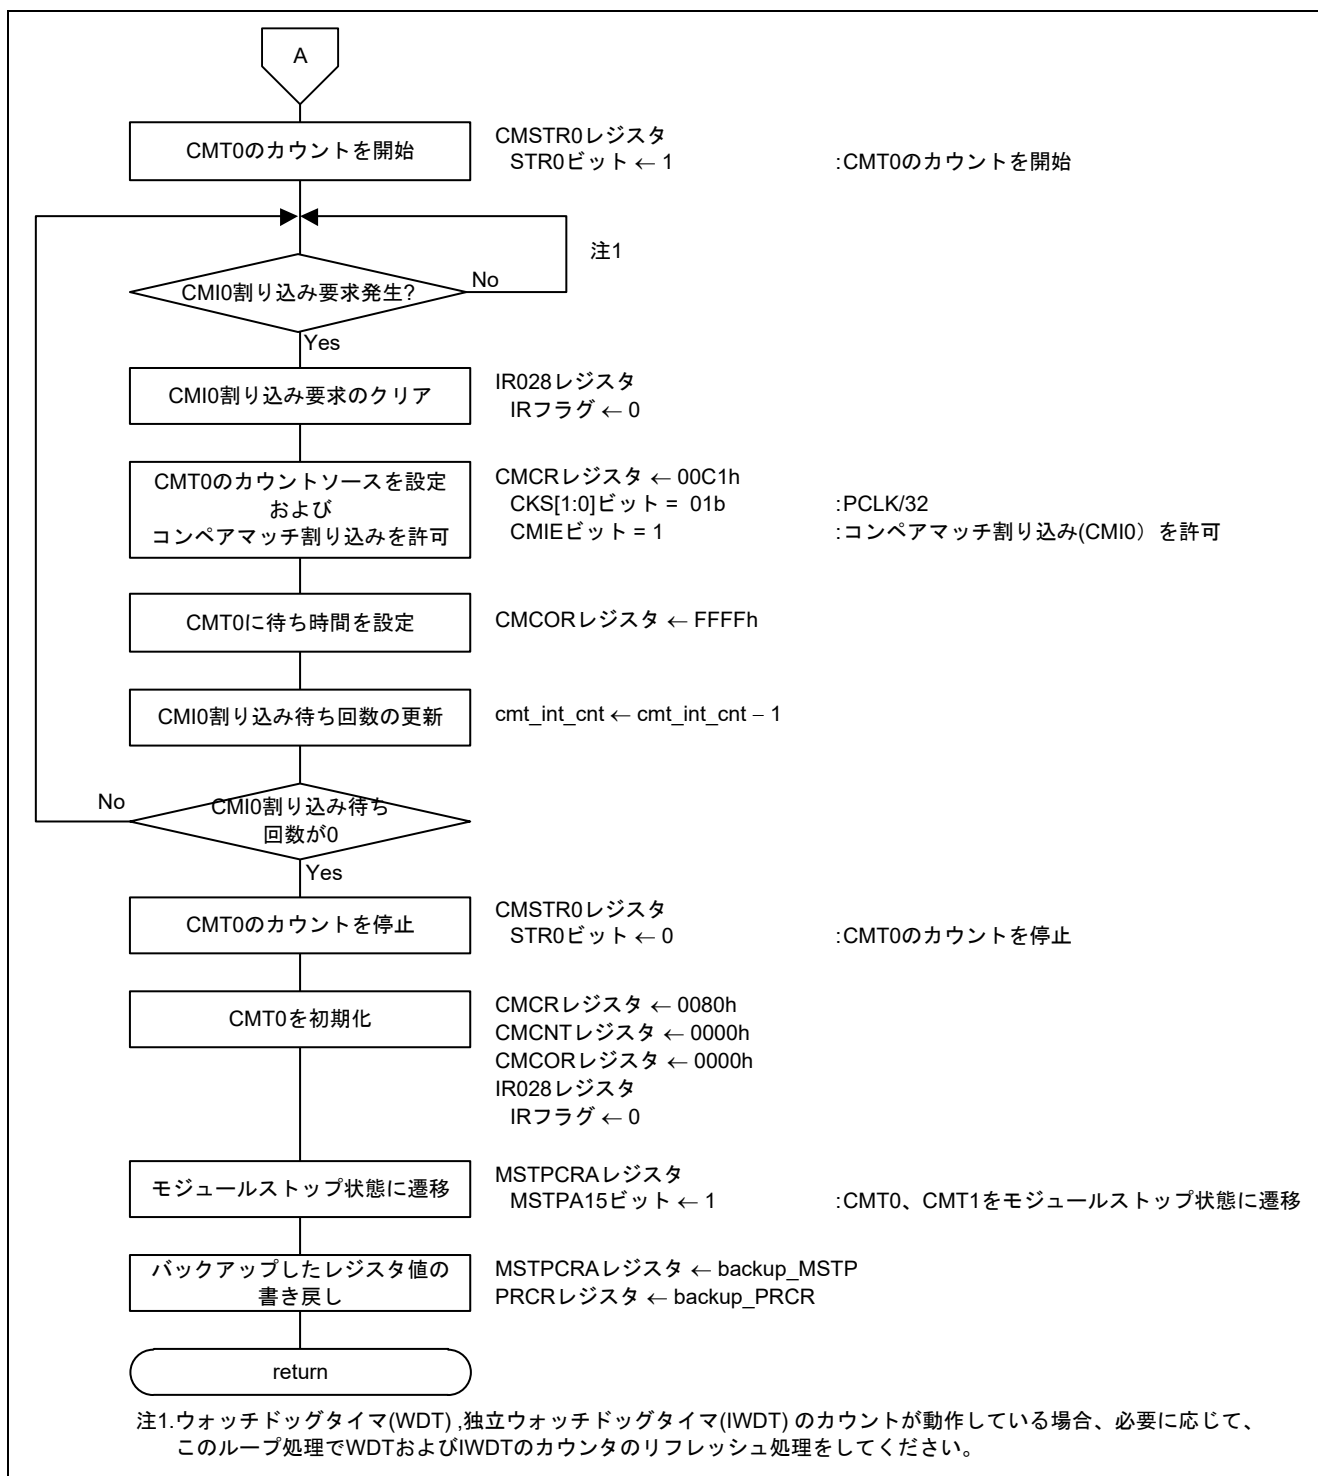 A
CMT0のカウントを開始
CMSTR0レジスタ
STR0ビット ← 1 :CMT0のカウントを開始
注1
CMI0割り込み要求発生?
No
Yes
CMI0割り込み要求のクリア
IR028レジスタ
IRフラグ ← 0
CMT0のカウントソースを設定
および
コンペアマッチ割り込みを許可
CMCRレジスタ ← 00C1h
CKS[1:0]ビット = 01b :PCLK/32
CMIEビット = 1 :コンペアマッチ割り込み(CMI0）を許可
CMT0に待ち時間を設定
CMCORレジスタ ← FFFFh
CMI0割り込み待ち回数の更新
cmt_int_cnt ← cmt_int_cnt − 1
No
CMI0割り込み待ち
回数が0
Yes
CMT0のカウントを停止
CMSTR0レジスタ
STR0ビット ← 0 :CMT0のカウントを停止
CMT0を初期化
CMCRレジスタ ← 0080h
CMCNTレジスタ ← 0000h
CMCORレジスタ ← 0000h
IR028レジスタ
IRフラグ ← 0
モジュールストップ状態に遷移
MSTPCRAレジスタ
MSTPA15ビット ← 1 :CMT0、CMT1をモジュールストップ状態に遷移
バックアップしたレジスタ値の
書き戻し
MSTPCRAレジスタ ← backup_MSTP
PRCRレジスタ ← backup_PRCR
return
注1.ウォッチドッグタイマ(WDT) ,独立ウォッチドッグタイマ(IWDT) のカウントが動作している場合、必要に応じて、
このループ処理でWDTおよびIWDTのカウンタのリフレッシュ処理をしてください。